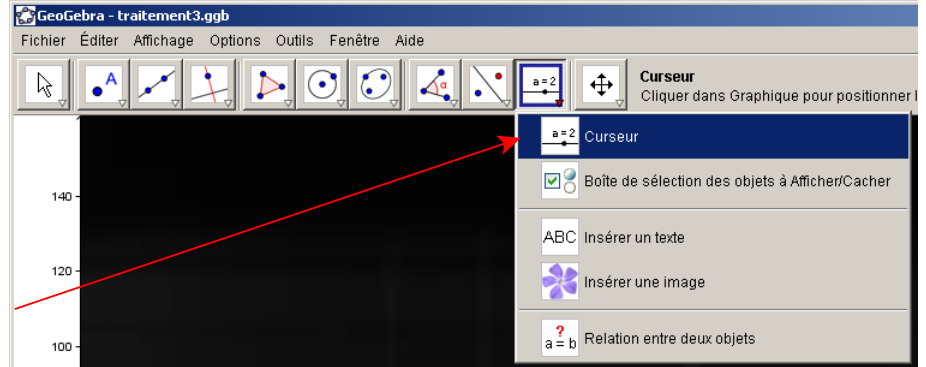 GeoGebra - traitement3.ggb
Fichier Éditer Affichage Options Outils Fenêtre Aide
A
α
a = 2
Curseur
Cliquer dans Graphique pour positionner l
a = 2 Curseur
Boîte de sélection des objets à Afficher/Cacher
ABC Insérer un texte
Insérer une image
?
a = b Relation entre deux objets
140
120
100